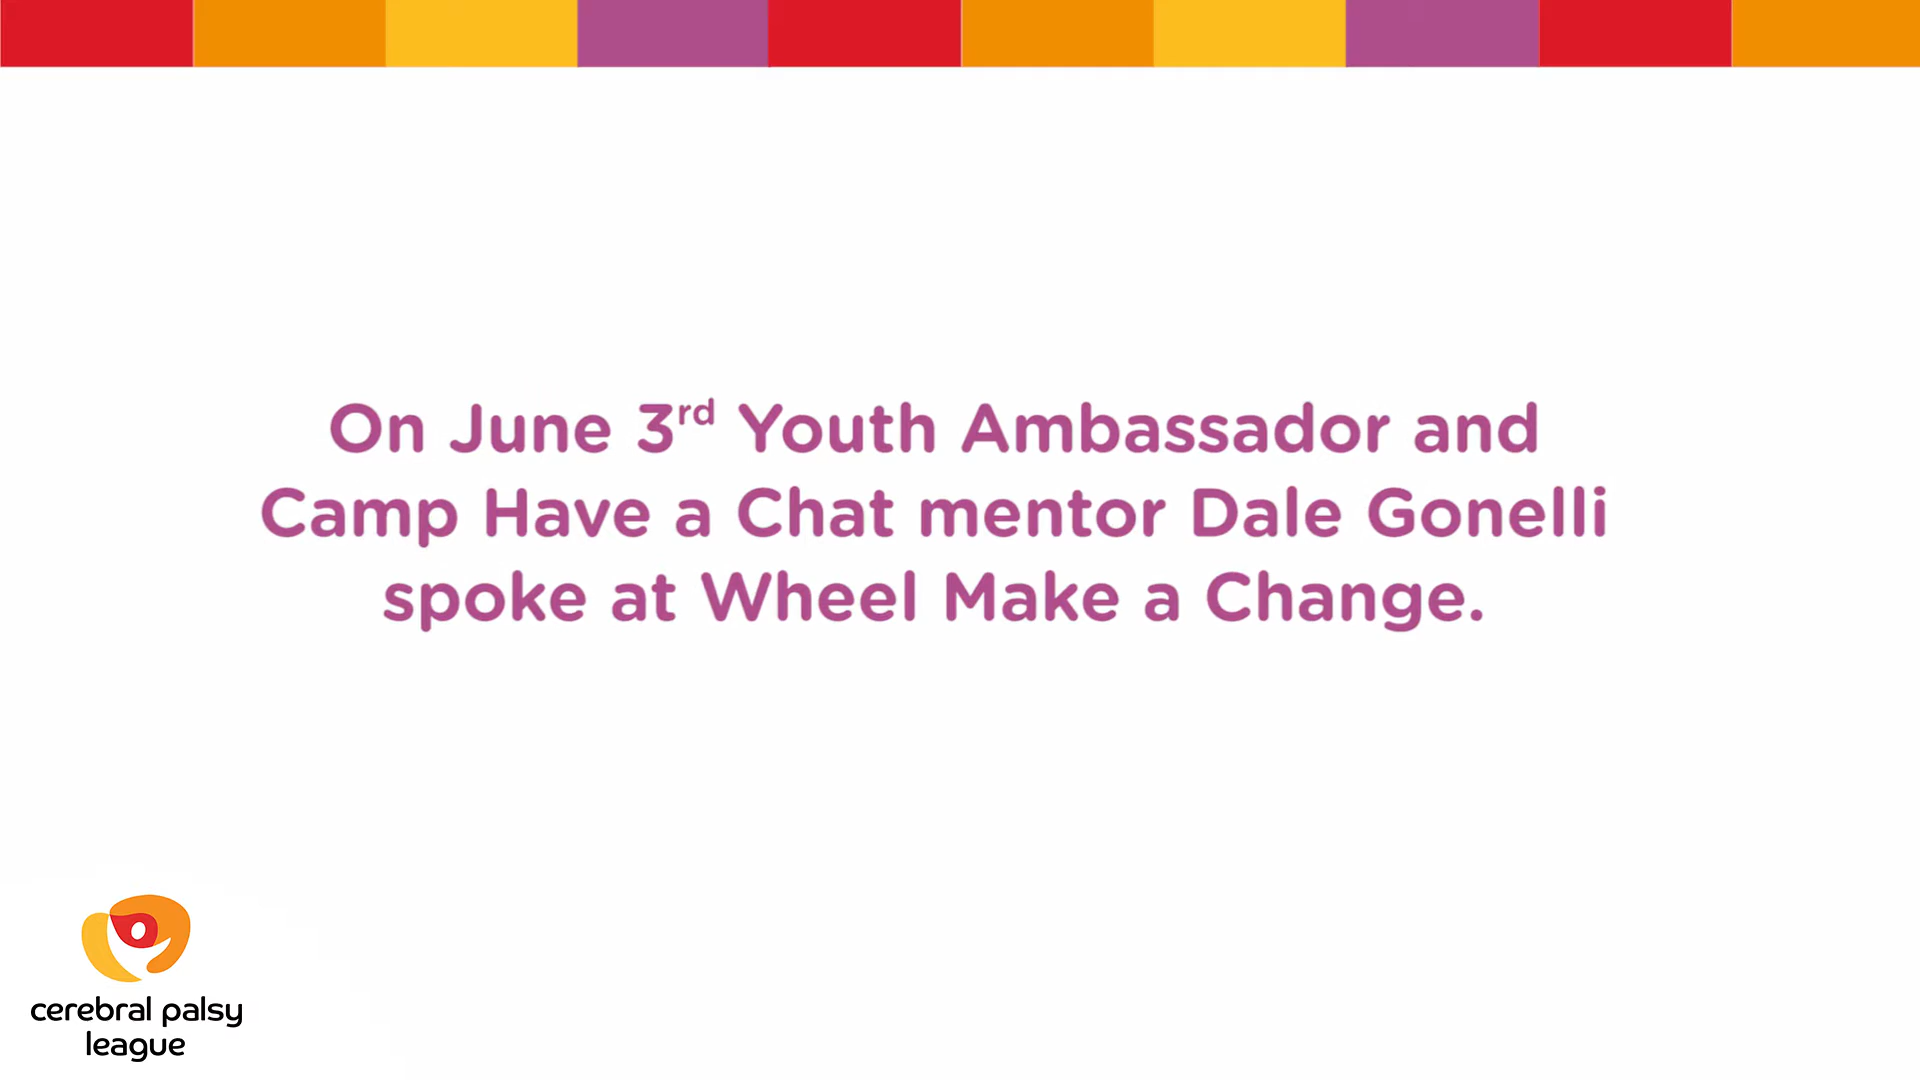 On June 3rd Youth Ambassador and
Camp Have a Chat mentor Dale Gonelli
spoke at Wheel Make a Change.
cerebral palsy
league